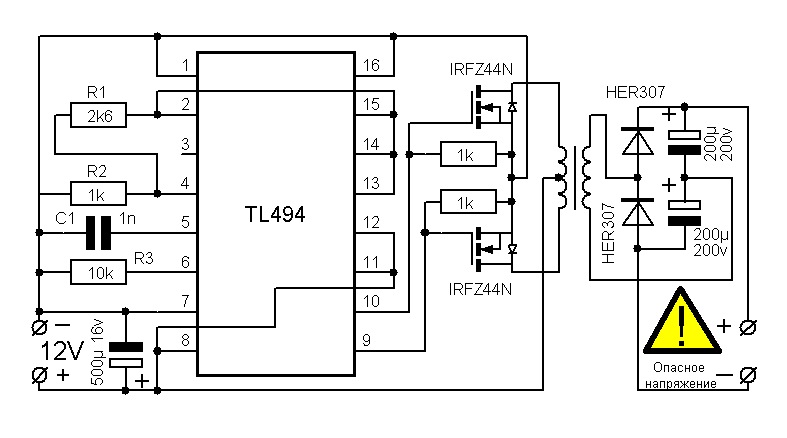 1
16
R1
2k6
2
15
3
14
R2
1k
4
13
C1
1n
5
12
10k
R3
6
11
7
10
8
9
TL494
IRFZ44N
1k
1k
IRFZ44N
HER307
HER307
+
200µ
200v
+
200µ
200v
–
12V
+
500µ 16v
+
!
Опасное
напряжение
+
–